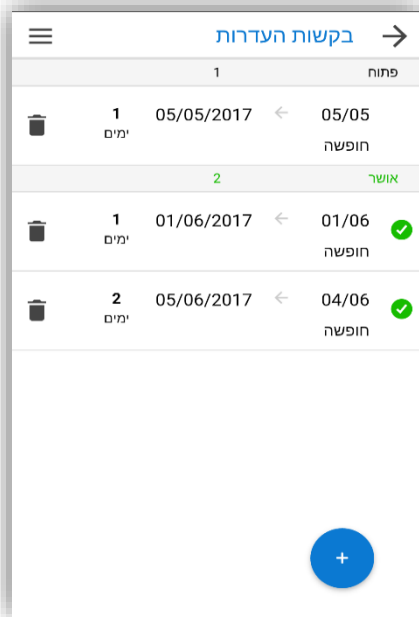 בקשות העדרות
פתוח 1
05/05 05/05/2017 1
חופשה ימים
אושר 2
01/06 01/06/2017 1
חופשה ימים
04/06 05/06/2017 2
חופשה ימים
+